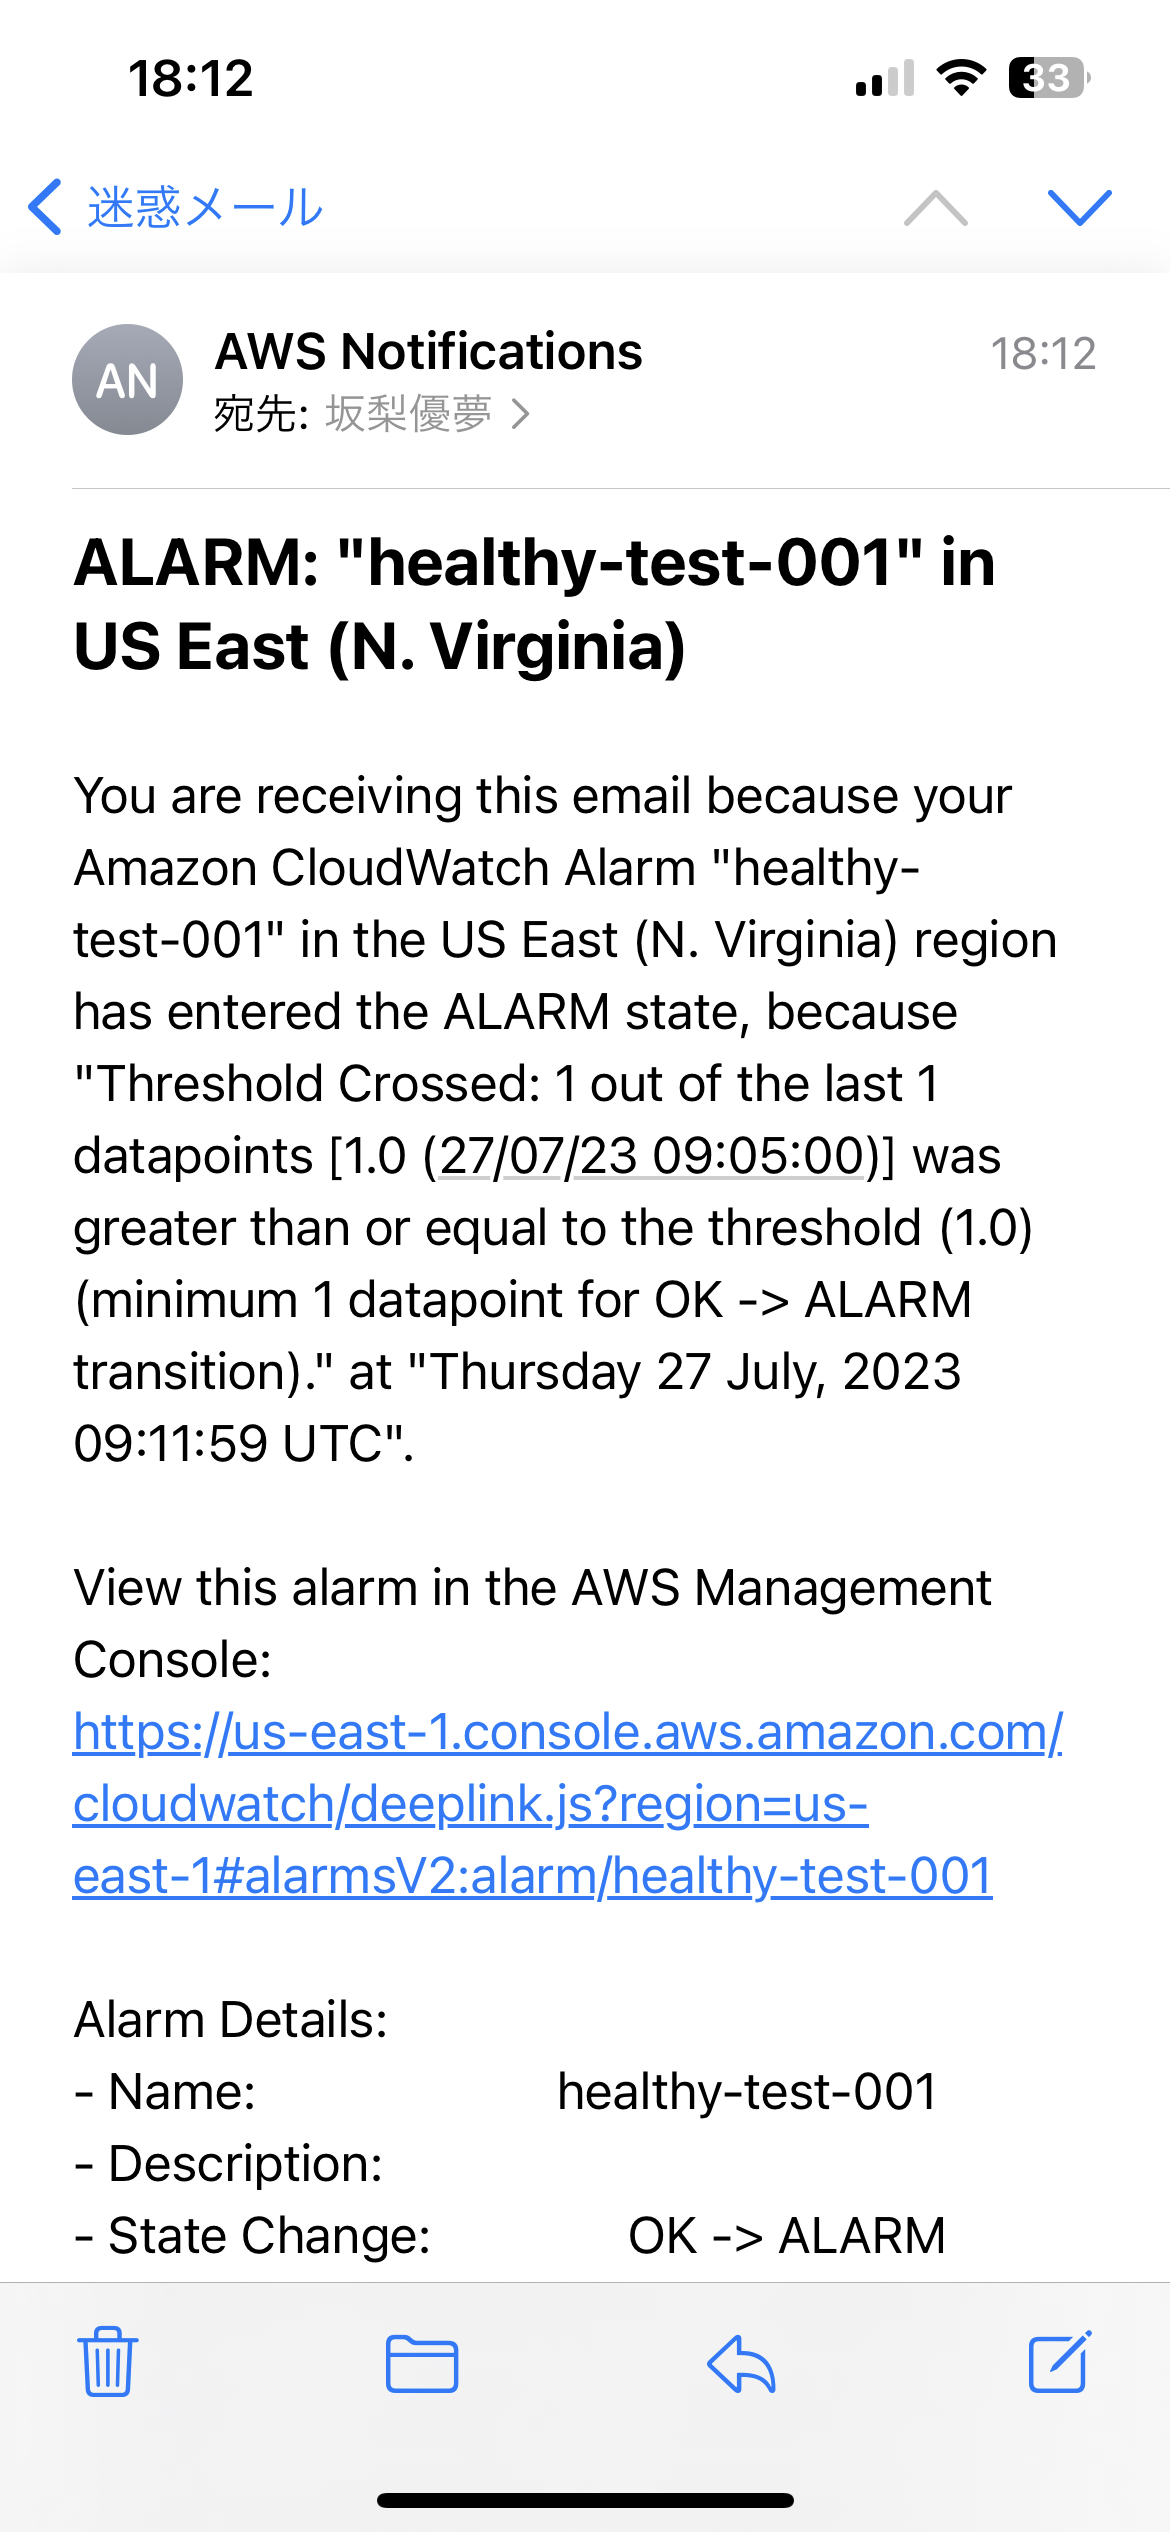 18:12
33
迷惑メール
AN
AWS Notifications
18:12
宛先: 坂梨優夢
ALARM: "healthy-test-001" in
US East (N. Virginia)
You are receiving this email because your
Amazon CloudWatch Alarm "healthy-
test-001" in the US East (N. Virginia) region
has entered the ALARM state, because
"Threshold Crossed: 1 out of the last 1
datapoints [1.0 (27/07/23 09:05:00)] was
greater than or equal to the threshold (1.0)
(minimum 1 datapoint for OK -> ALARM
transition)." at "Thursday 27 July, 2023
09:11:59 UTC".
View this alarm in the AWS Management
Console:
https://us-east-1.console.aws.amazon.com/
cloudwatch/deeplink.js?region=us-
east-1#alarmsV2:alarm/healthy-test-001
Alarm Details:
- Name: healthy-test-001
- Description:
- State Change: OK -> ALARM